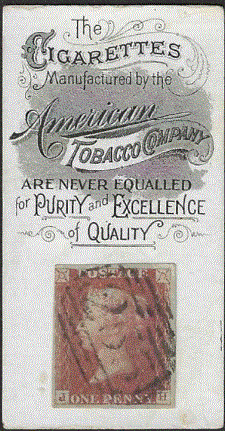 The
CIGARETTES
Manufactured by the
American
TOBACCO COMPANY
ARE NEVER EQUALLED
for PURITY and EXCELLENCE
of QUALITY
POSTAGE
J ONE PENNY H